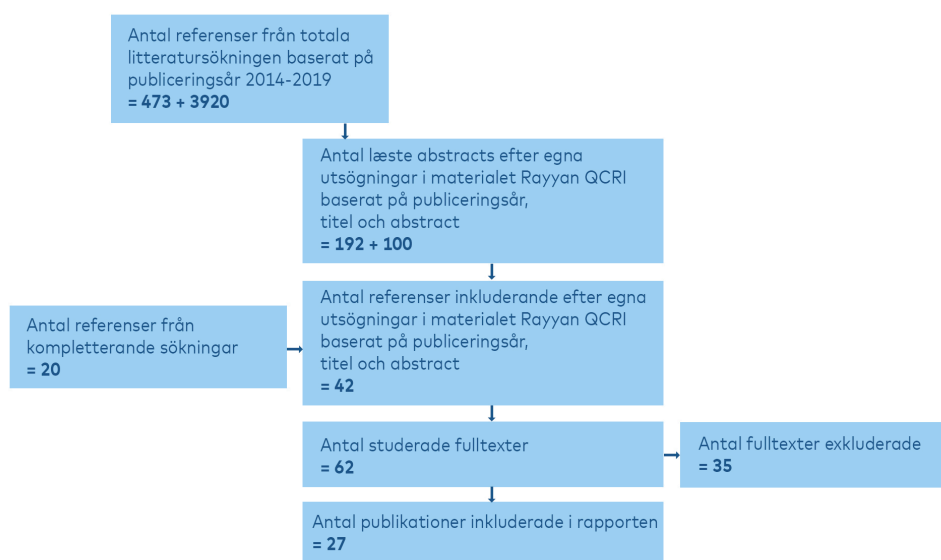 Antal referenser från totala
litteratursökningen baserat på
publiceringsår 2014-2019
= 473 + 3920
Antal læste abstracts efter egna
utsögningar i materialet Rayyan QCRI
baserat på publiceringsår,
titel och abstract
= 192 + 100
Antal referenser inkluderande efter egna
utsögningar i materialet Rayyan QCRI
baserat på publiceringsår,
titel och abstract
= 42
Antal referenser från
kompletterande sökningar
= 20
Antal studerade fulltexter
= 62
Antal fulltexter exkluderade
= 35
Antal publikationer inkluderade i rapporten
= 27